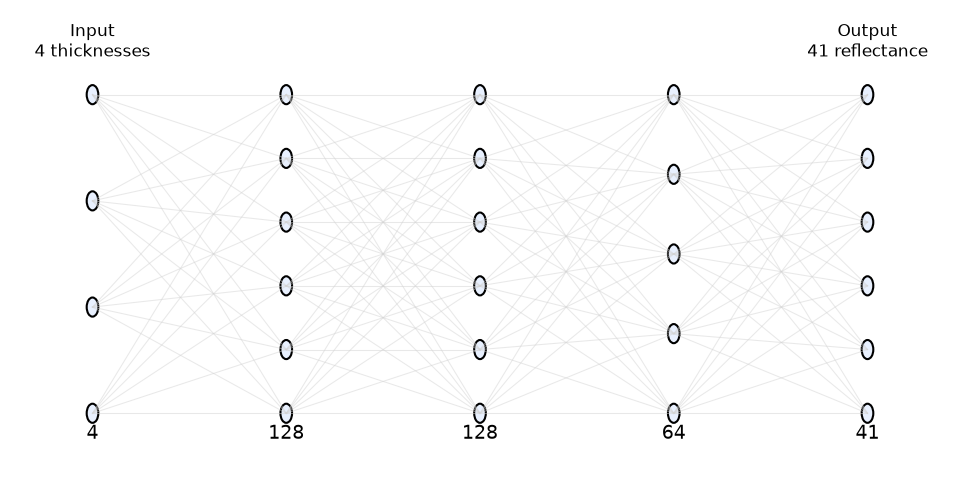 Input
4 thicknesses
Output
41 reflectance
4
128
128
64
41